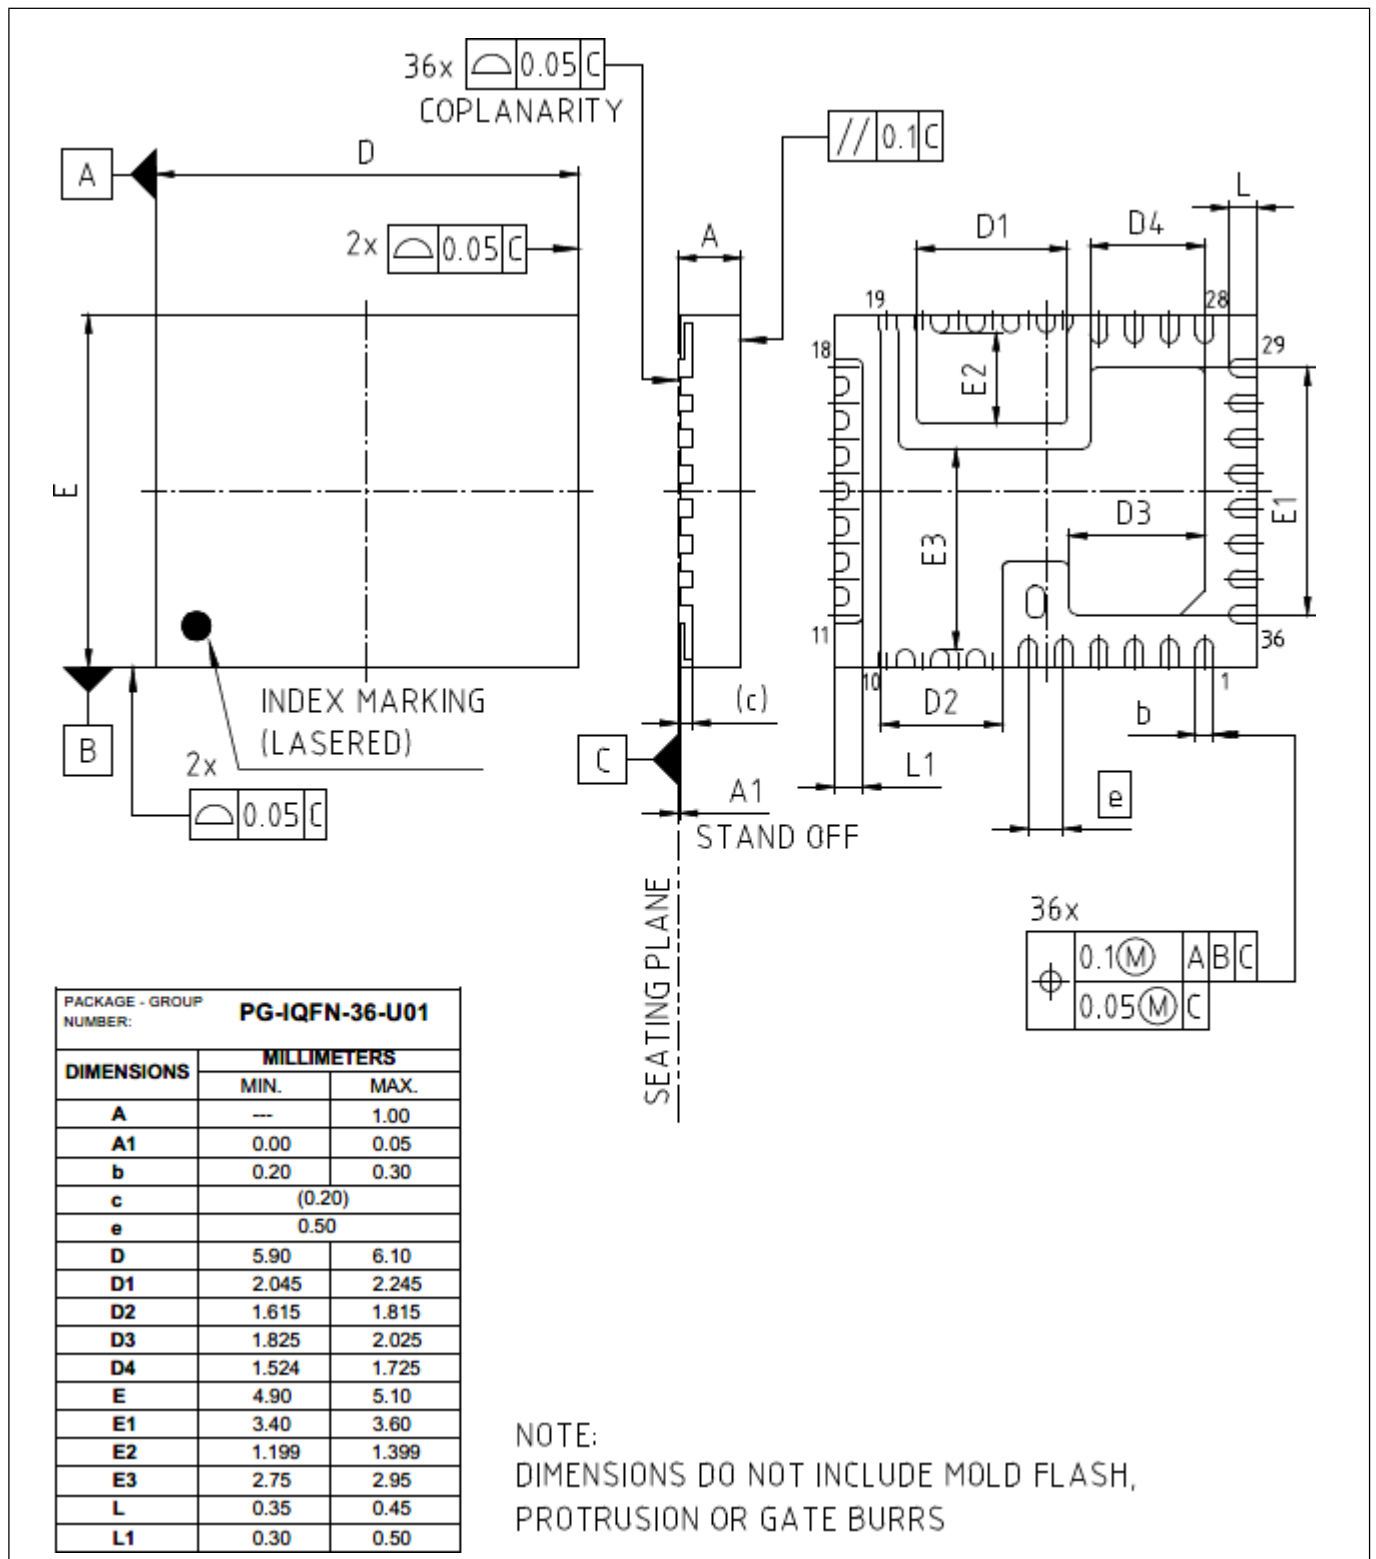 36x ⌓ 0.05 C
COPLANARITY
// 0.1 C
A
D
2x ⌓ 0.05 C
A
D1
D4
L
19
28
18
29
E2
E
E3
D3
E1
11
36
10
1
INDEX MARKING
(LASERED)
B
2x
⌓ 0.05 C
(c)
C
A1
STAND OFF
SEATING PLANE
D2
L1
b
e
36x
⌖ 0.1 Ⓜ A B C
0.05 Ⓜ C
PACKAGE - GROUP
NUMBER:
PG-IQFN-36-U01
DIMENSIONS MILLIMETERS
MIN. MAX.
A --- 1.00
A1 0.00 0.05
b 0.20 0.30
c (0.20)
e 0.50
D 5.90 6.10
D1 2.045 2.245
D2 1.615 1.815
D3 1.825 2.025
D4 1.524 1.725
E 4.90 5.10
E1 3.40 3.60
E2 1.199 1.399
E3 2.75 2.95
L 0.35 0.45
L1 0.30 0.50
NOTE:
DIMENSIONS DO NOT INCLUDE MOLD FLASH,
PROTRUSION OR GATE BURRS